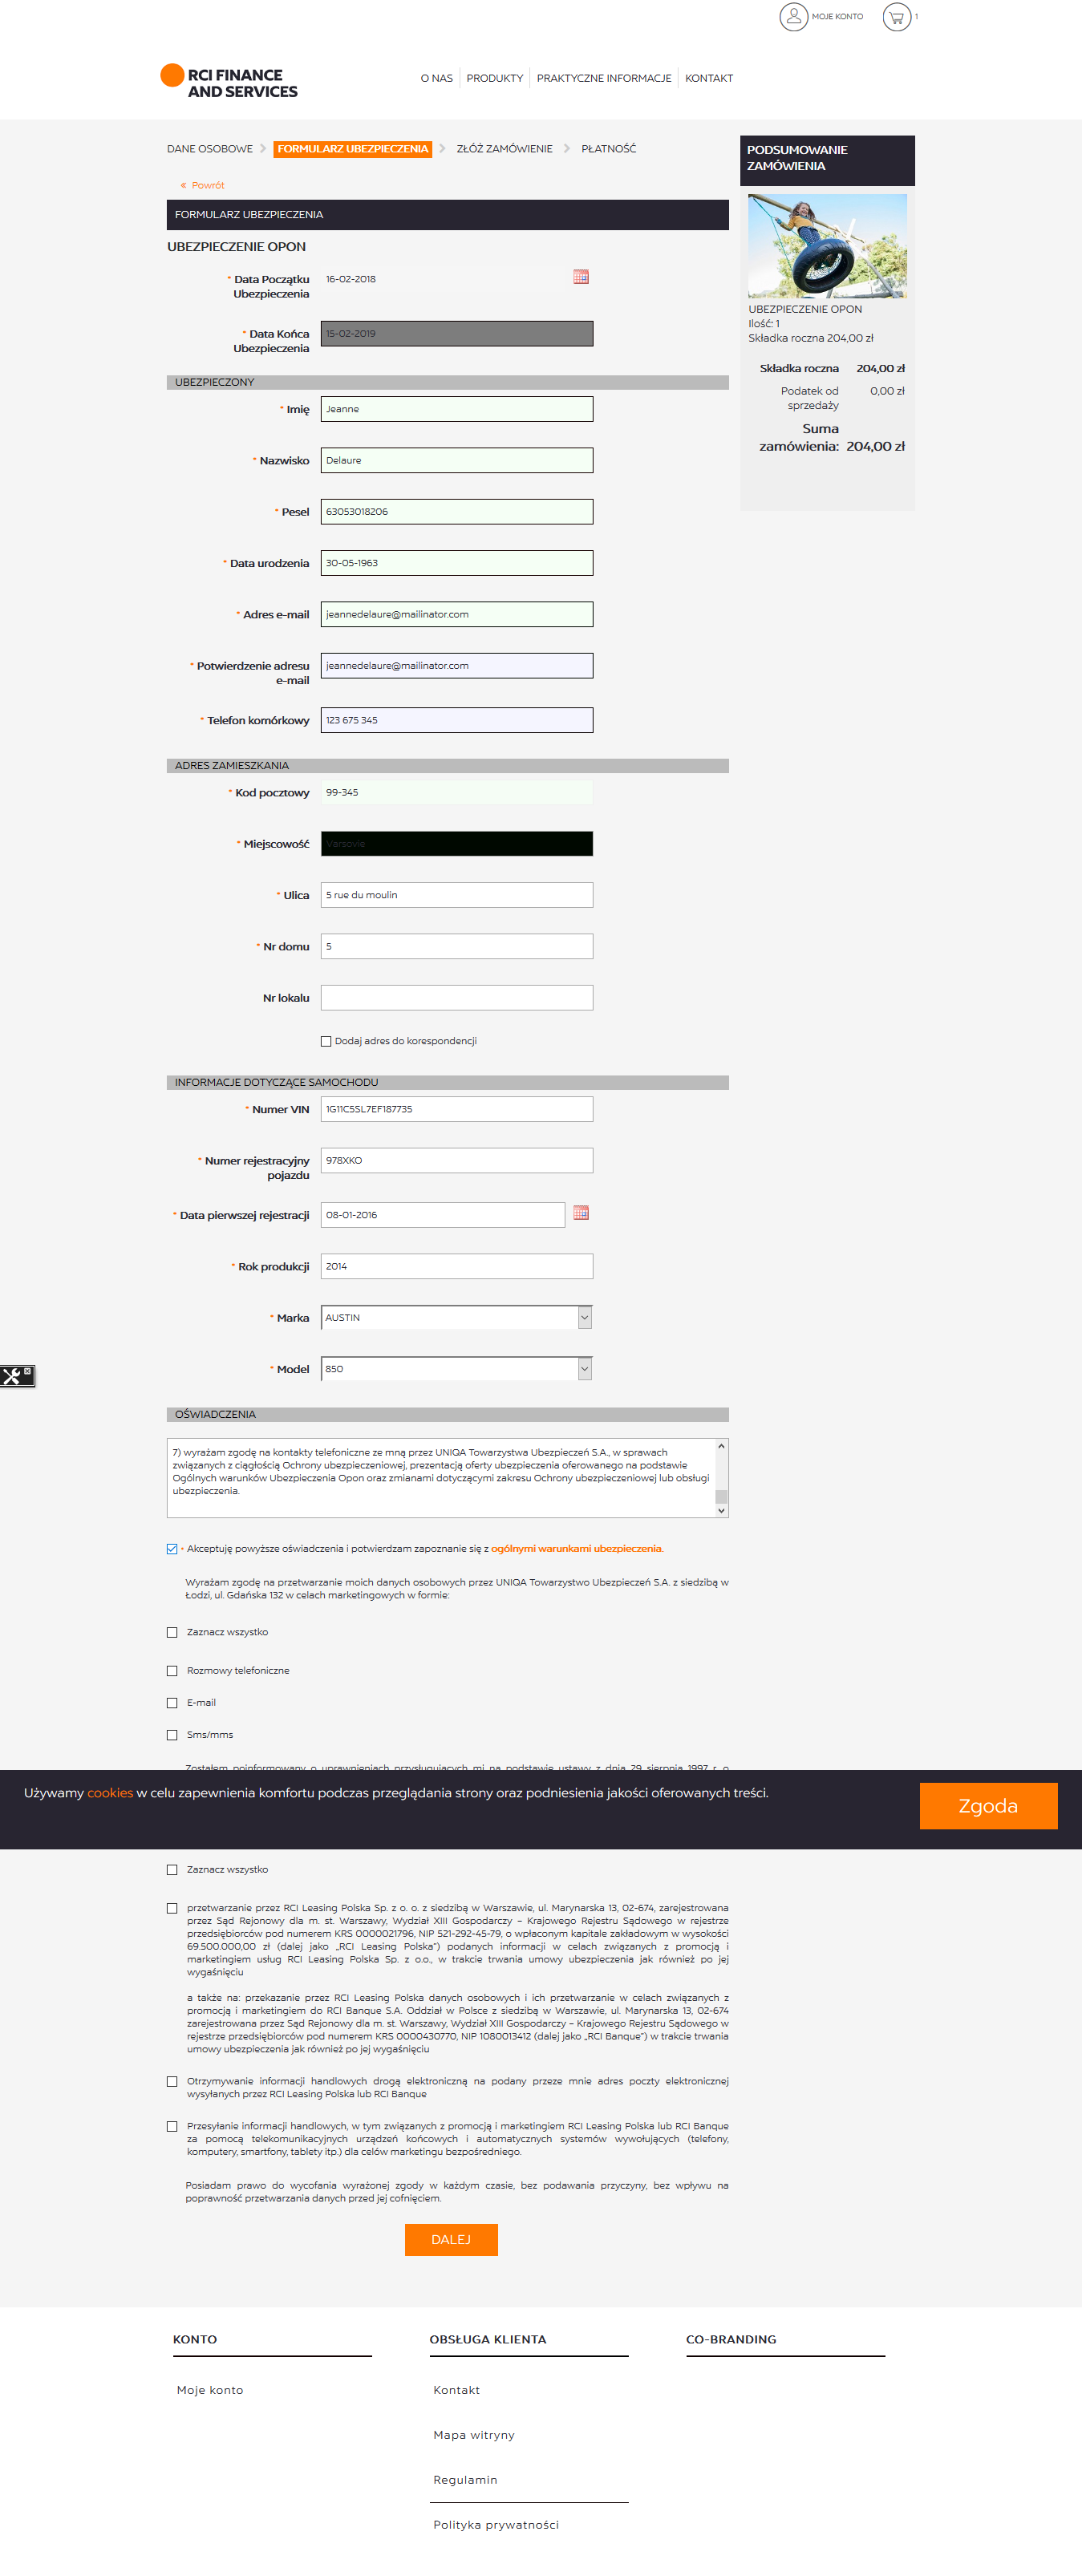 MOJE KONTO
1
RCI FINANCE
AND SERVICES
O NAS
PRODUKTY
PRAKTYCZNE INFORMACJE
KONTAKT
DANE OSOBOWE
FORMULARZ UBEZPIECZENIA
ZŁÓŻ ZAMÓWIENIE
PŁATNOŚĆ
« Powrót
FORMULARZ UBEZPIECZENIA
UBEZPIECZENIE OPON
* Data Początku
Ubezpieczenia
16-02-2018
* Data Końca
Ubezpieczenia
15-02-2019
UBEZPIECZONY
* Imię
Jeanne
* Nazwisko
Delaure
* Pesel
63053018206
* Data urodzenia
30-05-1963
* Adres e-mail
jeannedelaure@mailinator.com
* Potwierdzenie adresu
e-mail
jeannedelaure@mailinator.com
* Telefon komórkowy
123 675 345
ADRES ZAMIESZKANIA
* Kod pocztowy
99-345
* Miejscowość
Varsovie
* Ulica
5 rue du moulin
* Nr domu
5
Nr lokalu
Dodaj adres do korespondencji
INFORMACJE DOTYCZĄCE SAMOCHODU
* Numer VIN
1G11C5SL7EF187735
* Numer rejestracyjny
pojazdu
978XKO
* Data pierwszej rejestracji
08-01-2016
* Rok produkcji
2014
* Marka
AUSTIN
* Model
850
OŚWIADCZENIA
7) wyrażam zgodę na kontakty telefoniczne ze mną przez UNIQA Towarzystwa Ubezpieczeń S.A., w sprawach
związanych z ciągłością Ochrony ubezpieczeniowej, prezentacją oferty ubezpieczenia oferowanego na podstawie
Ogólnych warunków Ubezpieczenia Opon oraz zmianami dotyczącymi zakresu Ochrony ubezpieczeniowej lub obsługi
ubezpieczenia.
* Akceptuję powyższe oświadczenia i potwierdzam zapoznanie się z ogólnymi warunkami ubezpieczenia.
Wyrażam zgodę na przetwarzanie moich danych osobowych przez UNIQA Towarzystwo Ubezpieczeń S.A. z siedzibą w
Łodzi, ul. Gdańska 132 w celach marketingowych w formie:
Zaznacz wszystko
Rozmowy telefoniczne
E-mail
Sms/mms
Zostałem poinformowany o uprawnieniach przysługujących mi na podstawie ustawy z dnia 29 sierpnia 1997 r. o
Używamy cookies w celu zapewnienia komfortu podczas przeglądania strony oraz podniesienia jakości oferowanych treści.
Zgoda
Zaznacz wszystko
przetwarzanie przez RCI Leasing Polska Sp. z o. o. z siedzibą w Warszawie, ul. Marynarska 13, 02-674, zarejestrowana
przez Sąd Rejonowy dla m. st. Warszawy, Wydział XIII Gospodarczy – Krajowego Rejestru Sądowego w rejestrze
przedsiębiorców pod numerem KRS 0000021796, NIP 521-292-45-79, o wpłaconym kapitale zakładowym w wysokości
69.500.000,00 zł (dalej jako „RCI Leasing Polska”) podanych informacji w celach związanych z promocją i
marketingiem usług RCI Leasing Polska Sp. z o.o., w trakcie trwania umowy ubezpieczenia jak również po jej
wygaśnięciu
a także na: przekazanie przez RCI Leasing Polska danych osobowych i ich przetwarzanie w celach związanych z
promocją i marketingiem do RCI Banque S.A. Oddział w Polsce z siedzibą w Warszawie, ul. Marynarska 13, 02-674
zarejestrowana przez Sąd Rejonowy dla m. st. Warszawy, Wydział XIII Gospodarczy – Krajowego Rejestru Sądowego w
rejestrze przedsiębiorców pod numerem KRS 0000430770, NIP 1080013412 (dalej jako „RCI Banque”) w trakcie trwania
umowy ubezpieczenia jak również po jej wygaśnięciu
Otrzymywanie informacji handlowych drogą elektroniczną na podany przeze mnie adres poczty elektronicznej
wysyłanych przez RCI Leasing Polska lub RCI Banque
Przesyłanie informacji handlowych, w tym związanych z promocją i marketingiem RCI Leasing Polska lub RCI Banque
za pomocą telekomunikacyjnych urządzeń końcowych i automatycznych systemów wywołujących (telefony,
komputery, smartfony, tablety itp.) dla celów marketingu bezpośredniego.
Posiadam prawo do wycofania wyrażonej zgody w każdym czasie, bez podawania przyczyny, bez wpływu na
poprawność przetwarzania danych przed jej cofnięciem.
DALEJ
PODSUMOWANIE
ZAMÓWIENIA
UBEZPIECZENIE OPON
Ilość: 1
Składka roczna 204,00 zł
Składka roczna 204,00 zł
Podatek od
sprzedaży
0,00 zł
Suma
zamówienia: 204,00 zł
KONTO
Moje konto
OBSŁUGA KLIENTA
Kontakt
Mapa witryny
Regulamin
Polityka prywatności
CO-BRANDING